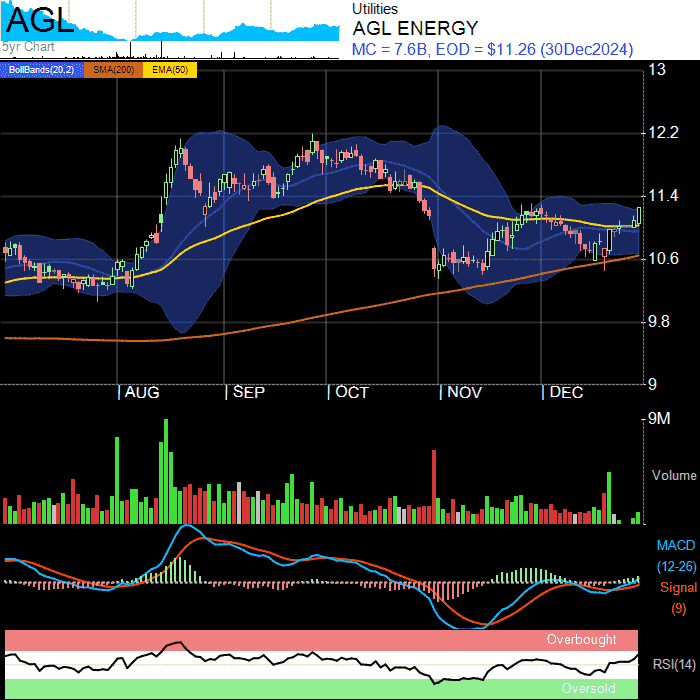 AGL
5yr Chart
Utilities
AGL ENERGY
MC = 7.6B, EOD = $11.26 (30Dec2024)
BollBands(20,2) SMA(200) EMA(50)
13
12.2
11.4
10.6
9.8
9
AUG SEP OCT NOV DEC
9M
Volume
MACD
(12-26)
Signal
(9)
Overbought
RSI(14)
Oversold